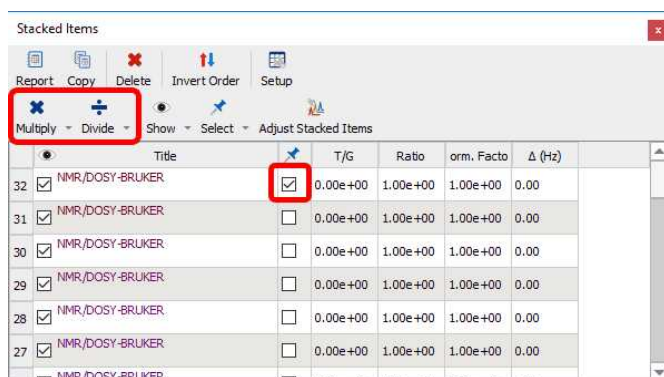 Stacked Items
x
Report Copy Delete Invert Order Setup
Multiply Divide Show Select Adjust Stacked Items
Title T/G Ratio orm. Facto Δ (Hz)
32 NMR/DOSY-BRUKER 0.00e+00 1.00e+00 1.00e+00 0.00
31 NMR/DOSY-BRUKER 0.00e+00 1.00e+00 1.00e+00 0.00
30 NMR/DOSY-BRUKER 0.00e+00 1.00e+00 1.00e+00 0.00
29 NMR/DOSY-BRUKER 0.00e+00 1.00e+00 1.00e+00 0.00
28 NMR/DOSY-BRUKER 0.00e+00 1.00e+00 1.00e+00 0.00
27 NMR/DOSY-BRUKER 0.00e+00 1.00e+00 1.00e+00 0.00
NMR/DOSY-BRUKER